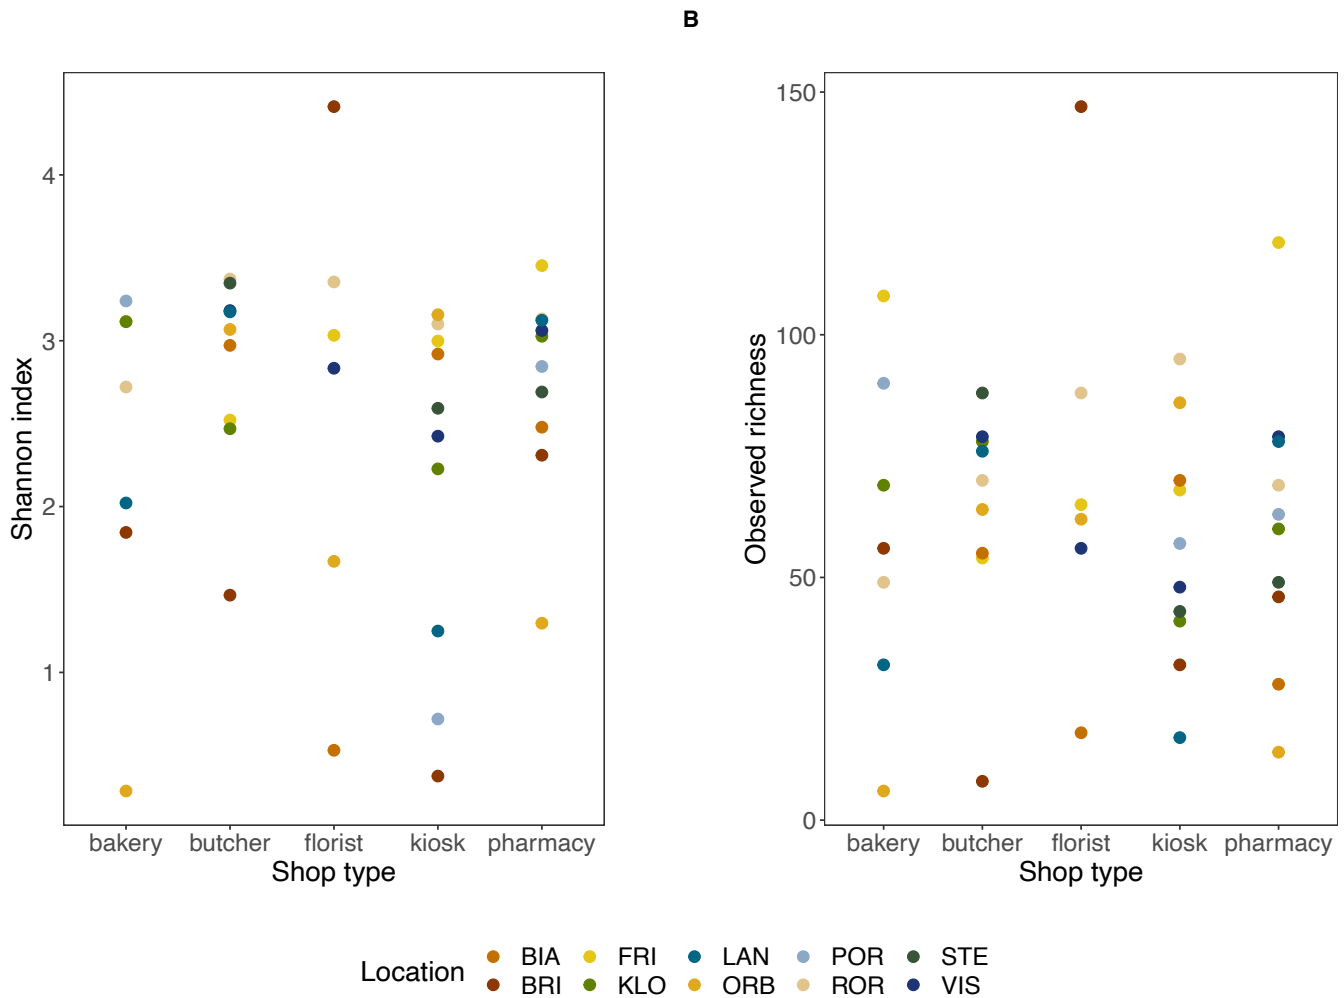 B
Shannon index
4
3
2
1
bakery butcher florist kiosk pharmacy
Shop type
Observed richness
150
100
50
0
bakery butcher florist kiosk pharmacy
Shop type
Location
BIA FRI LAN POR STE
BRI KLO ORB ROR VIS